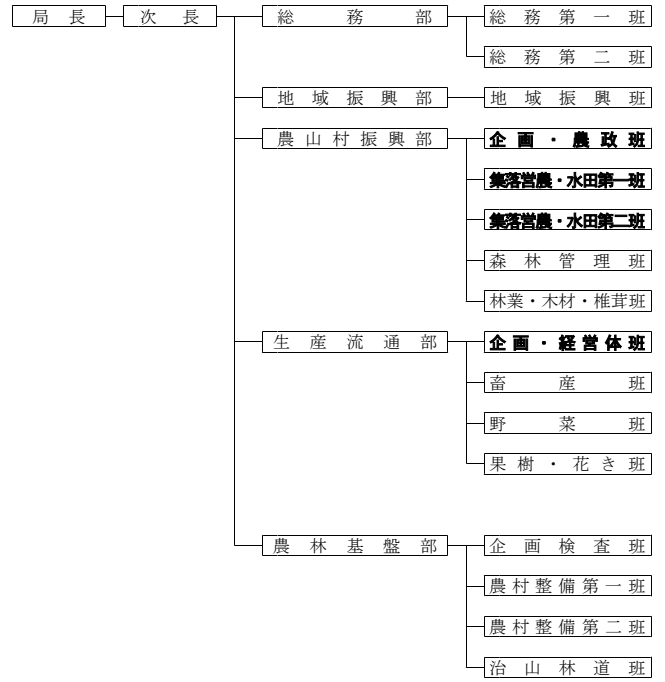 局長 次長 総務部 総務第一班
総務第二班
地域振興部 地域振興班
農山村振興部 企画・農政班
集落営農・水田第一班
集落営農・水田第二班
森林管理班
林業・木材・椎茸班
生産流通部 企画・経営体班
畜産班
野菜班
果樹・花き班
農林基盤部 企画検査班
農村整備第一班
農村整備第二班
治山林道班